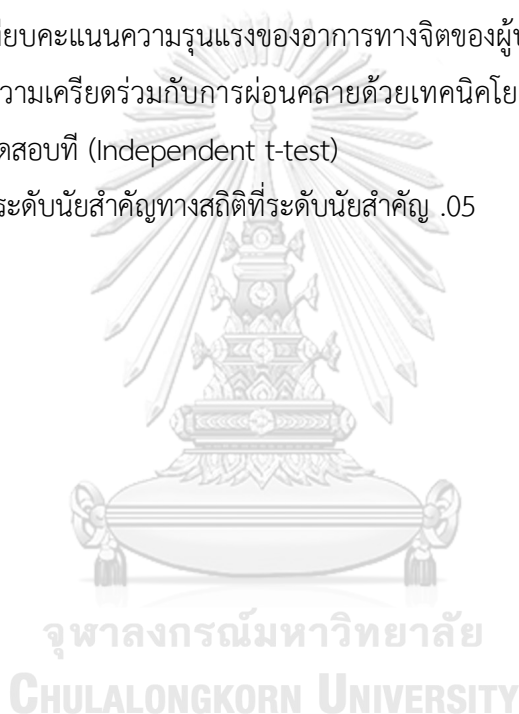 ียบคะแนนความรุนแรงของอาการทางจิตของผู้ป
วามเครียดร่วมกับการผ่อนคลายด้วยเทคนิคโย
ดสอบที (Independent t-test)
ระดับนัยสำคัญทางสถิติที่ระดับนัยสำคัญ .05
จุฬาลงกรณ์มหาวิทยาลัย
CHULALONGKORN UNIVERSITY